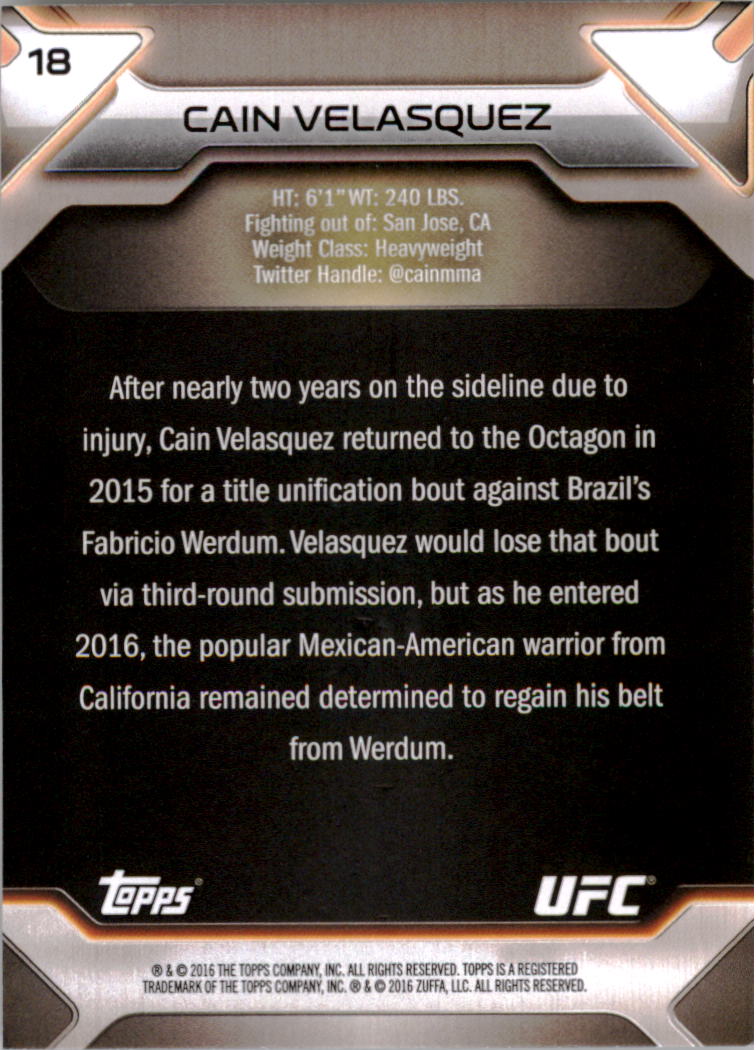 18
CAIN VELASQUEZ
HT: 6'1" WT: 240 LBS.
Fighting out of: San Jose, CA
Weight Class: Heavyweight
Twitter Handle: @cainmma
After nearly two years on the sideline due to
injury, Cain Velasquez returned to the Octagon in
2015 for a title unification bout against Brazil's
Fabricio Werdum. Velasquez would lose that bout
via third-round submission, but as he entered
2016, the popular Mexican-American warrior from
California remained determined to regain his belt
from Werdum.
Topps®
UFC®
® & © 2016 THE TOPPS COMPANY, INC. ALL RIGHTS RESERVED. TOPPS IS A REGISTERED
TRADEMARK OF THE TOPPS COMPANY, INC. ® & © 2016 ZUFFA, LLC. ALL RIGHTS RESERVED.